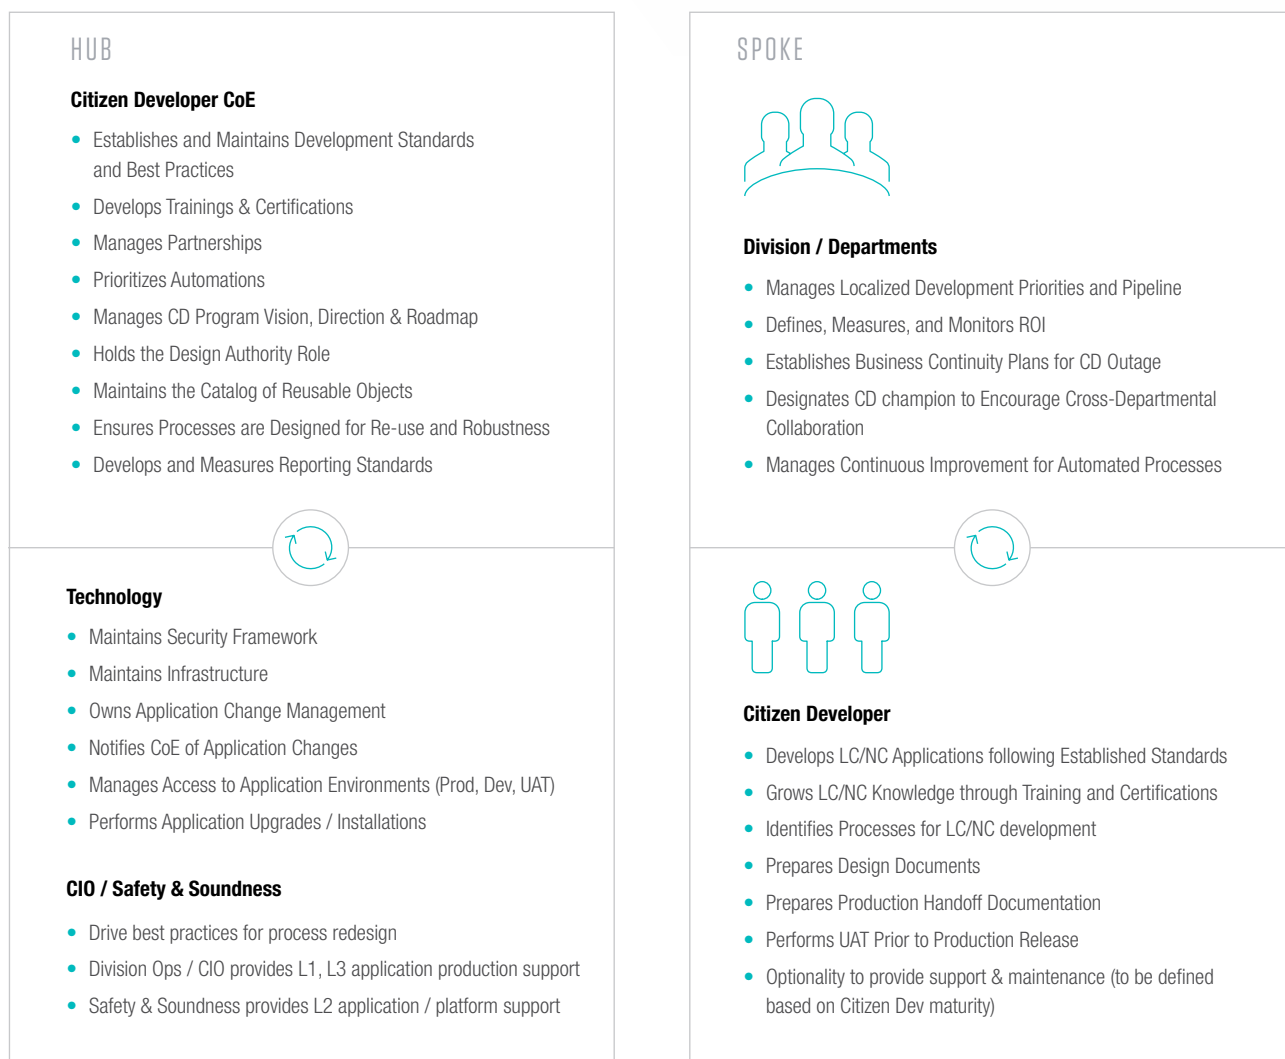 HUB
Citizen Developer CoE
• Establishes and Maintains Development Standards
and Best Practices
• Develops Trainings & Certifications
• Manages Partnerships
• Prioritizes Automations
• Manages CD Program Vision, Direction & Roadmap
• Holds the Design Authority Role
• Maintains the Catalog of Reusable Objects
• Ensures Processes are Designed for Re-use and Robustness
• Develops and Measures Reporting Standards
Technology
• Maintains Security Framework
• Maintains Infrastructure
• Owns Application Change Management
• Notifies CoE of Application Changes
• Manages Access to Application Environments (Prod, Dev, UAT)
• Performs Application Upgrades / Installations
CIO / Safety & Soundness
• Drive best practices for process redesign
• Division Ops / CIO provides L1, L3 application production support
• Safety & Soundness provides L2 application / platform support
SPOKE
Division / Departments
• Manages Localized Development Priorities and Pipeline
• Defines, Measures, and Monitors ROI
• Establishes Business Continuity Plans for CD Outage
• Designates CD champion to Encourage Cross-Departmental
Collaboration
• Manages Continuous Improvement for Automated Processes
Citizen Developer
• Develops LC/NC Applications following Established Standards
• Grows LC/NC Knowledge through Training and Certifications
• Identifies Processes for LC/NC development
• Prepares Design Documents
• Prepares Production Handoff Documentation
• Performs UAT Prior to Production Release
• Optionality to provide support & maintenance (to be defined
based on Citizen Dev maturity)